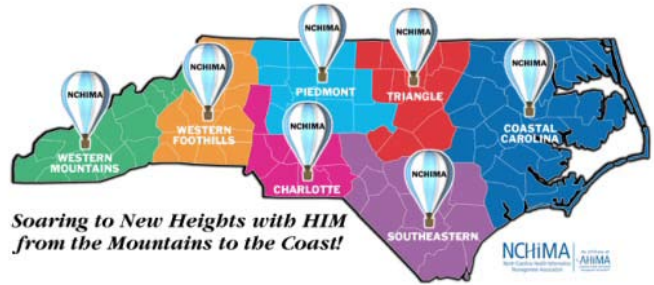 NCHIMA
NCHIMA
NCHIMA
NCHIMA
NCHIMA
NCHIMA
NCHIMA
PIEDMONT
TRIANGLE
WESTERN
FOOTHILLS
COASTAL
CAROLINA
WESTERN
MOUNTAINS
CHARLOTTE
SOUTHEASTERN
Soaring to New Heights with HIM
from the Mountains to the Coast!
NCHiMA
North Carolina Health Information
Management Association
AHiMA